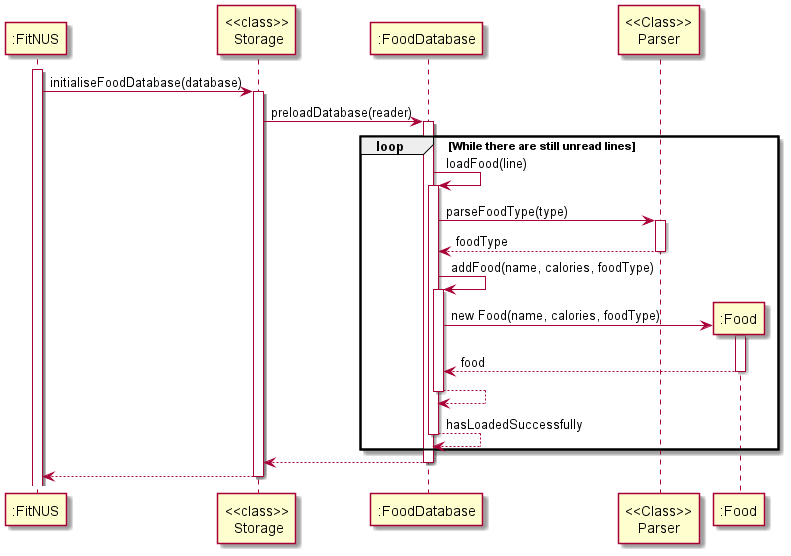 :FitNUS
<<class>>
Storage
:FoodDatabase
<<Class>>
Parser
initialiseFoodDatabase(database)
preloadDatabase(reader)
loop
[While there are still unread lines]
loadFood(line)
parseFoodType(type)
foodType
addFood(name, calories, foodType)
new Food(name, calories, foodType)
:Food
food
hasLoadedSuccessfully
:FitNUS
<<class>>
Storage
:FoodDatabase
<<Class>>
Parser
:Food